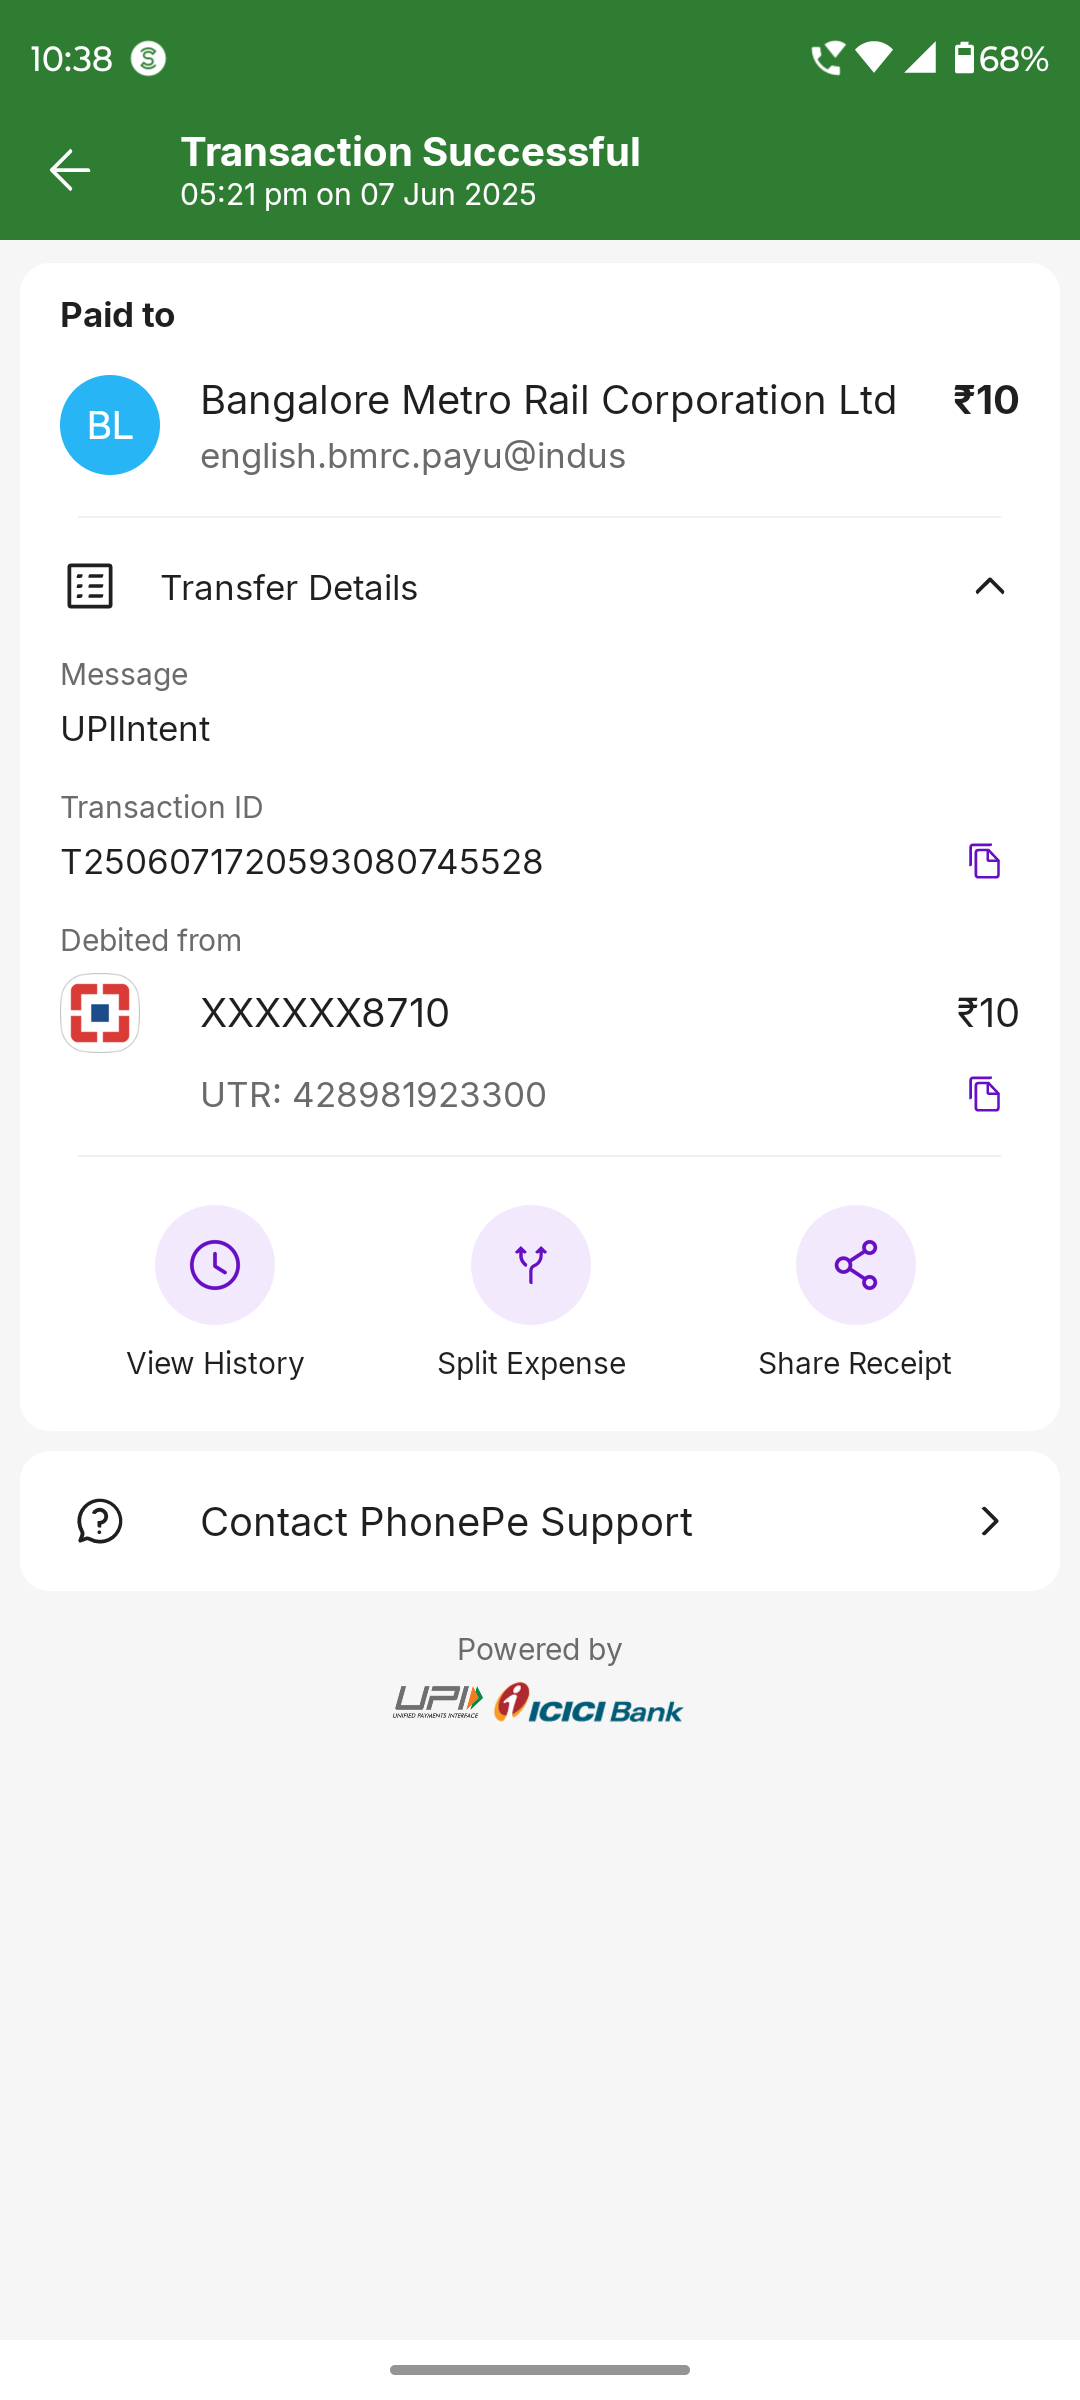 10:38
68%
Transaction Successful
05:21 pm on 07 Jun 2025
Paid to
BL
Bangalore Metro Rail Corporation Ltd ₹10
english.bmrc.payu@indus
Transfer Details
Message
UPIIntent
Transaction ID
T2506071720593080745528
Debited from
XXXXXX8710 ₹10
UTR: 428981923300
View History Split Expense Share Receipt
Contact PhonePe Support
Powered by
UPI ICICI Bank
UNIFIED PAYMENTS INTERFACE